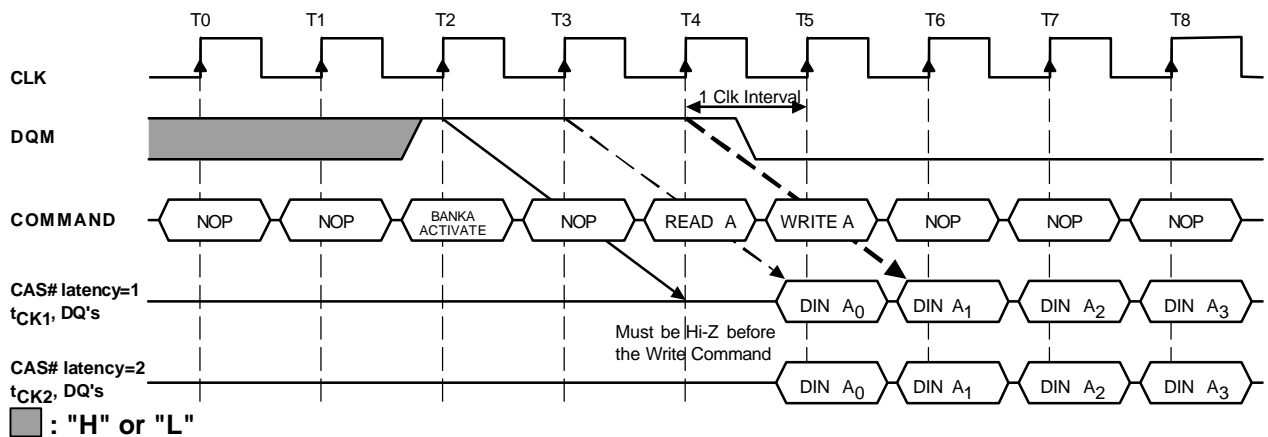 T0 T1 T2 T3 T4 T5 T6 T7 T8
CLK
1 Clk Interval
DQM
COMMAND
NOP NOP BANKA ACTIVATE NOP READ A WRITE A NOP NOP NOP
CAS# latency=1
tCK1, DQ's
DIN A0 DIN A1 DIN A2 DIN A3
Must be Hi-Z before
the Write Command
CAS# latency=2
tCK2, DQ's
DIN A0 DIN A1 DIN A2 DIN A3
: "H" or "L"